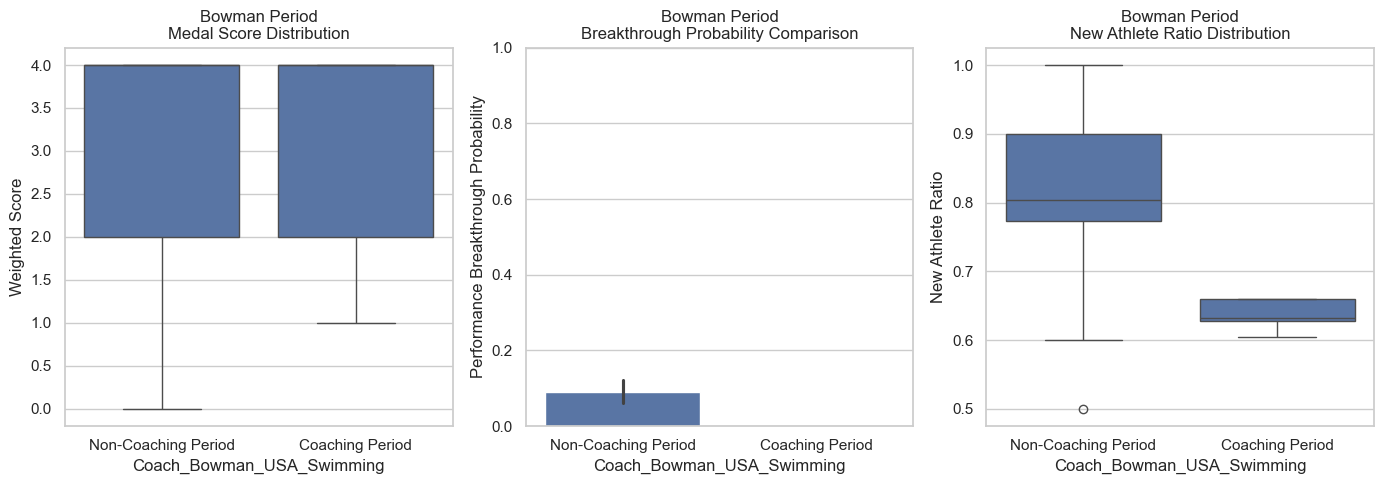 Bowman Period
Medal Score Distribution
Weighted Score
4.0
3.5
3.0
2.5
2.0
1.5
1.0
0.5
0.0
Non-Coaching Period
Coaching Period
Coach_Bowman_USA_Swimming
Bowman Period
Breakthrough Probability Comparison
Performance Breakthrough Probability
1.0
0.8
0.6
0.4
0.2
0.0
Non-Coaching Period
Coaching Period
Coach_Bowman_USA_Swimming
Bowman Period
New Athlete Ratio Distribution
New Athlete Ratio
1.0
0.9
0.8
0.7
0.6
0.5
Non-Coaching Period
Coaching Period
Coach_Bowman_USA_Swimming